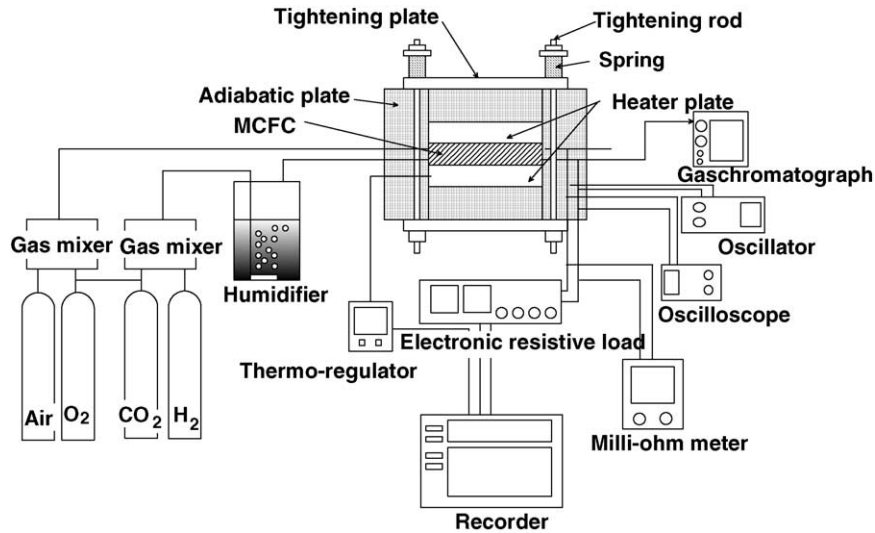 Tightening plate
Tightening rod
Spring
Adiabatic plate
Heater plate
MCFC
Gaschromatograph
Gas mixer
Gas mixer
Oscillator
Humidifier
Oscilloscope
Electronic resistive load
Thermo-regulator
Air
O2
CO2
H2
Milli-ohm meter
Recorder